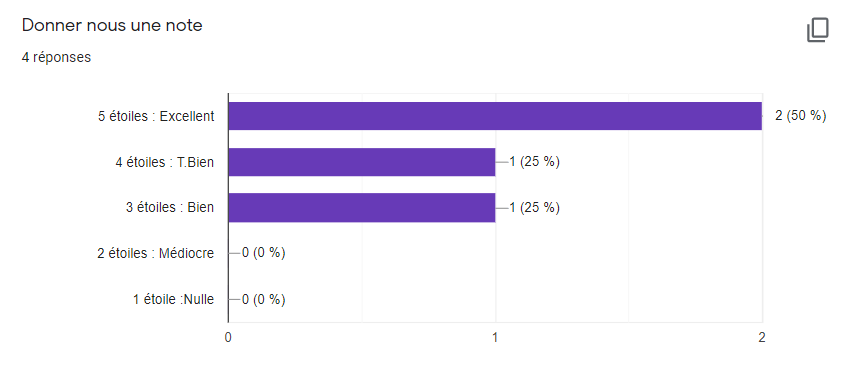 Donner nous une note
4 réponses
5 étoiles : Excellent
2 (50 %)
4 étoiles : T.Bien
1 (25 %)
3 étoiles : Bien
1 (25 %)
2 étoiles : Médiocre
0 (0 %)
1 étoile :Nulle
0 (0 %)
0
1
2